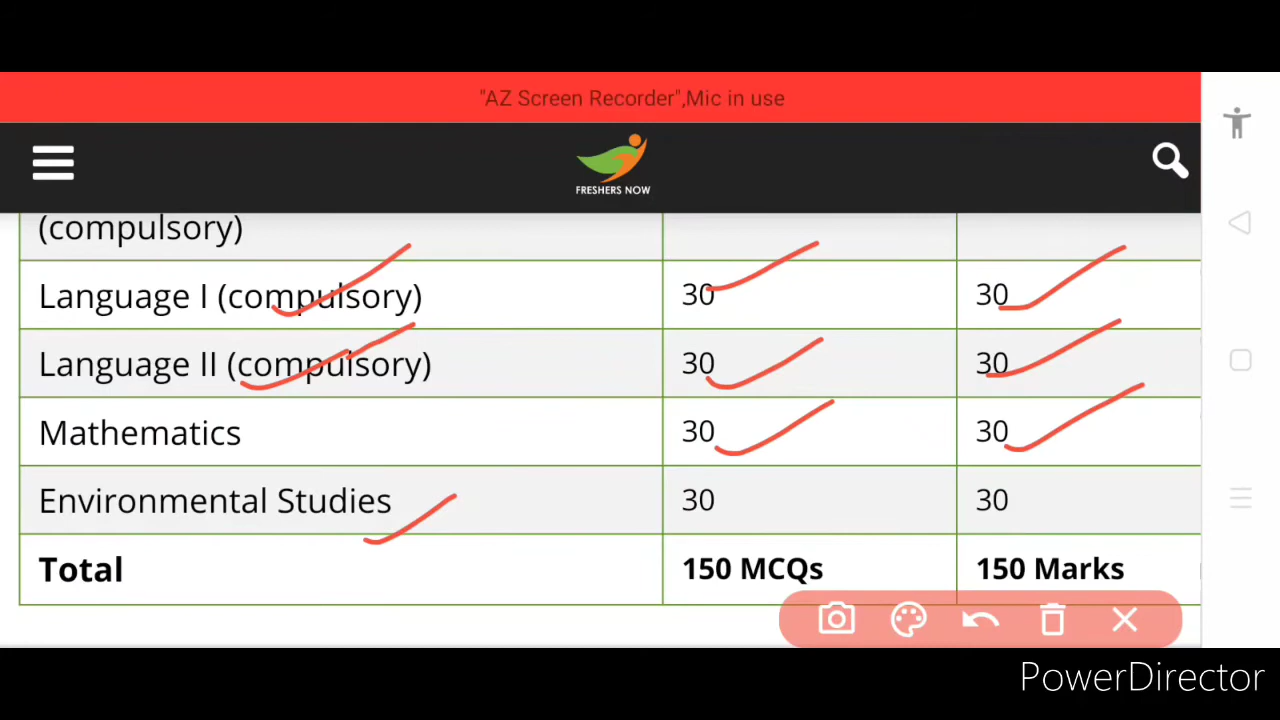 "AZ Screen Recorder",Mic in use
FRESHERS NOW
(compulsory)
Language I (compulsory) 30 30
Language II (compulsory) 30 30
Mathematics 30 30
Environmental Studies 30 30
Total 150 MCQs 150 Marks
PowerDirector